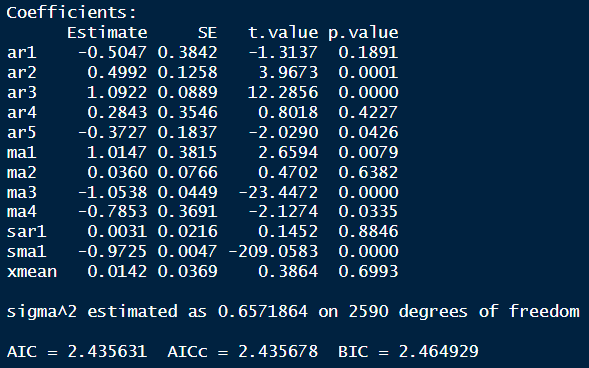 Coefficients:
Estimate SE t.value p.value
ar1 -0.5047 0.3842 -1.3137 0.1891
ar2 0.4992 0.1258 3.9673 0.0001
ar3 1.0922 0.0889 12.2856 0.0000
ar4 0.2843 0.3546 0.8018 0.4227
ar5 -0.3727 0.1837 -2.0290 0.0426
ma1 1.0147 0.3815 2.6594 0.0079
ma2 0.0360 0.0766 0.4702 0.6382
ma3 -1.0538 0.0449 -23.4472 0.0000
ma4 -0.7853 0.3691 -2.1274 0.0335
sar1 0.0031 0.0216 0.1452 0.8846
sma1 -0.9725 0.0047 -209.0583 0.0000
xmean 0.0142 0.0369 0.3864 0.6993
sigma^2 estimated as 0.6571864 on 2590 degrees of freedom
AIC = 2.435631 AICc = 2.435678 BIC = 2.464929